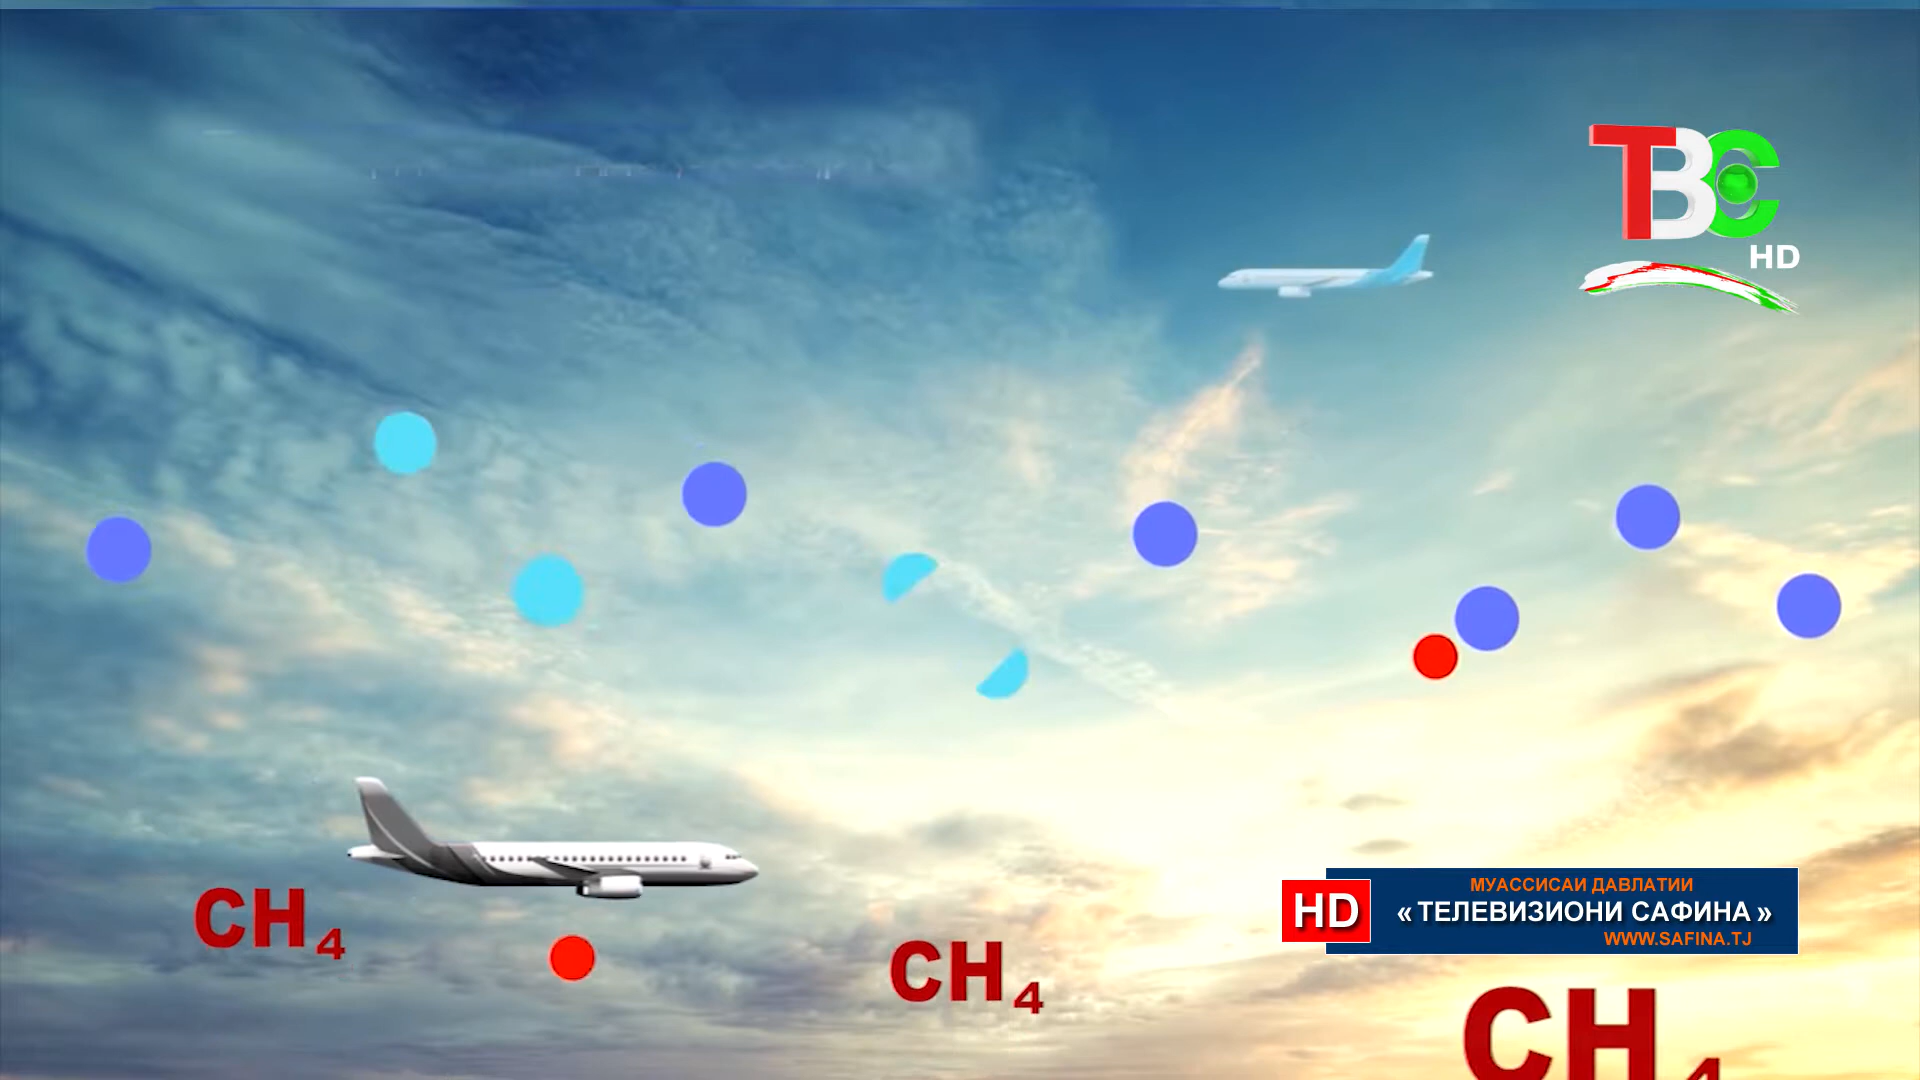 ТВС
HD
CH4
CH4
CH4
HD
МУАССИСАИ ДАВЛАТИИ
« ТЕЛЕВИЗИОНИ САФИНА »
WWW.SAFINA.TJ